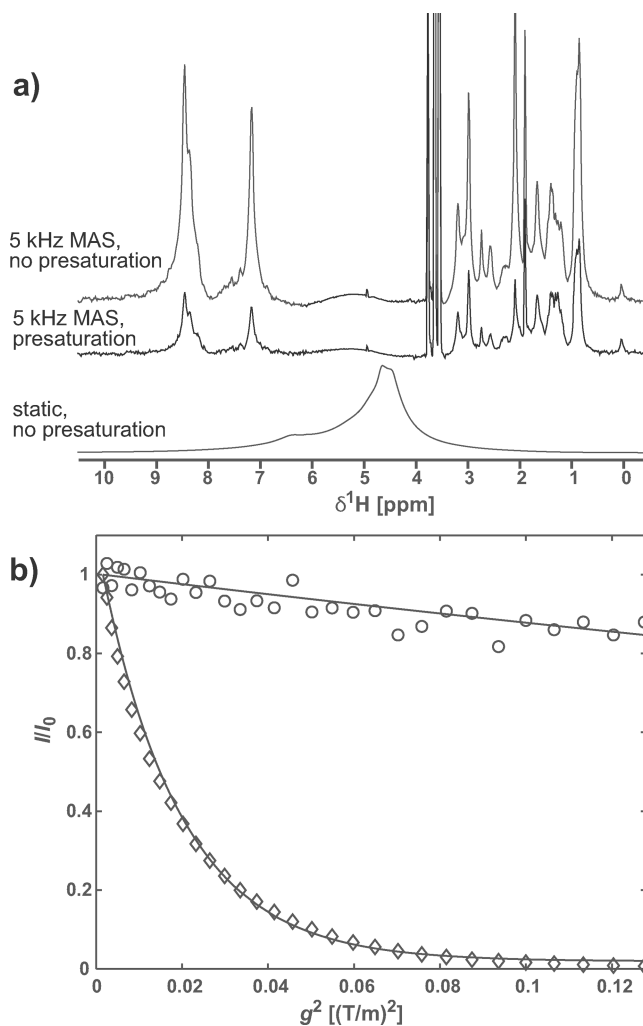 a)
5 kHz MAS,
no presaturation
5 kHz MAS,
presaturation
static,
no presaturation
10 9 8 7 6 5 4 3 2 1 0
δ¹H [ppm]
b)
1
0.8
0.6
0.4
0.2
0
I/I₀
0 0.02 0.04 0.06 0.08 0.1 0.12
g² [(T/m)²]